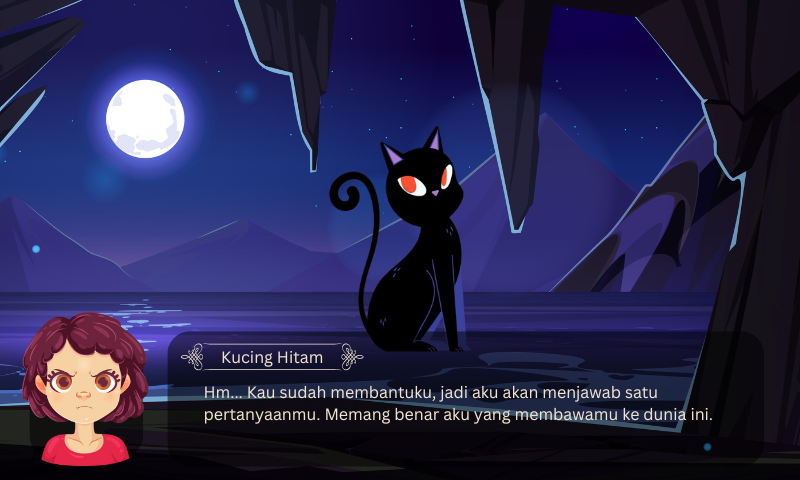 Kucing Hitam
Hm... Kau sudah membantuku, jadi aku akan menjawab satu
pertanyaanmu. Memang benar aku yang membawamu ke dunia ini.